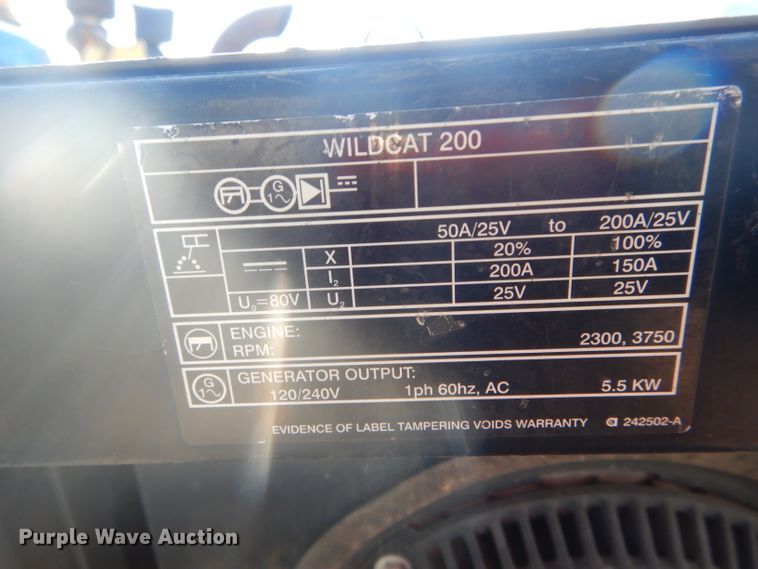 WILDCAT 200
G
1
50A/25V to 200A/25V
X 20% 100%
I₂ 200A 150A
U₀=80V U₂ 25V 25V
ENGINE:
RPM: 2300, 3750
G
1
GENERATOR OUTPUT:
120/240V 1ph 60hz, AC 5.5 KW
EVIDENCE OF LABEL TAMPERING VOIDS WARRANTY a 242502-A
Purple Wave Auction